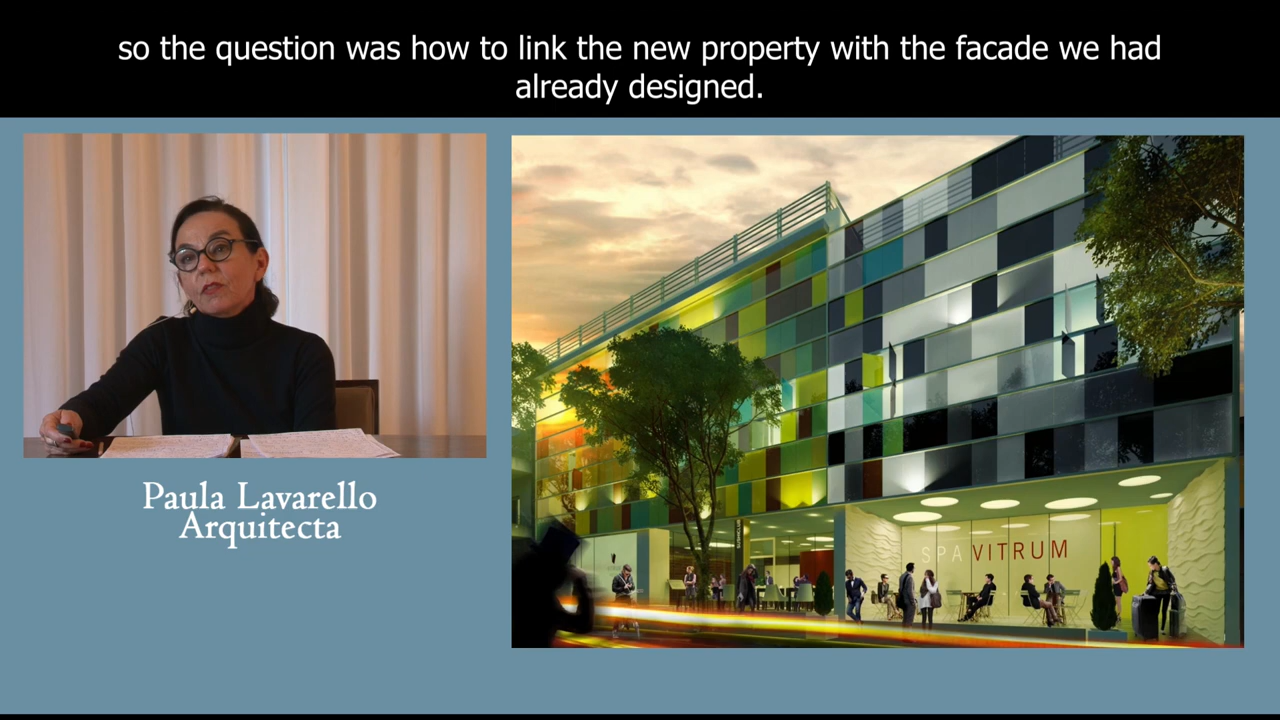 so the question was how to link the new property with the facade we had
already designed.
Paula Lavarello
Arquitecta
SPA VITRUM